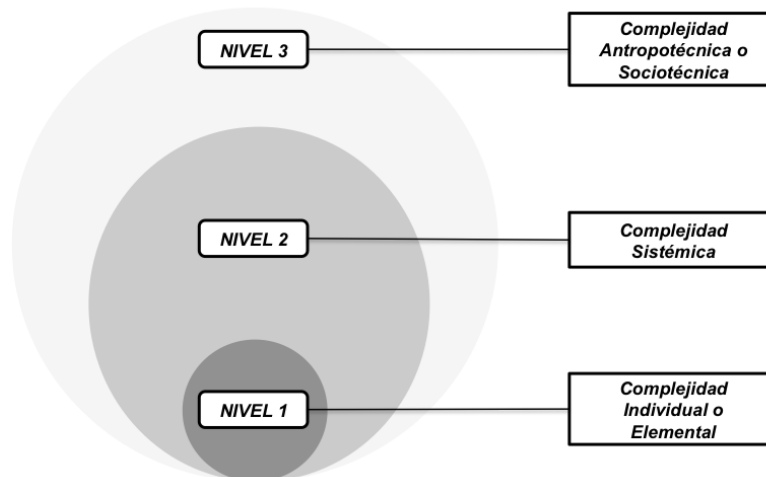 NIVEL 3
Complejidad
Antropotécnica o
Sociotécnica
NIVEL 2
Complejidad
Sistémica
NIVEL 1
Complejidad
Individual o
Elemental